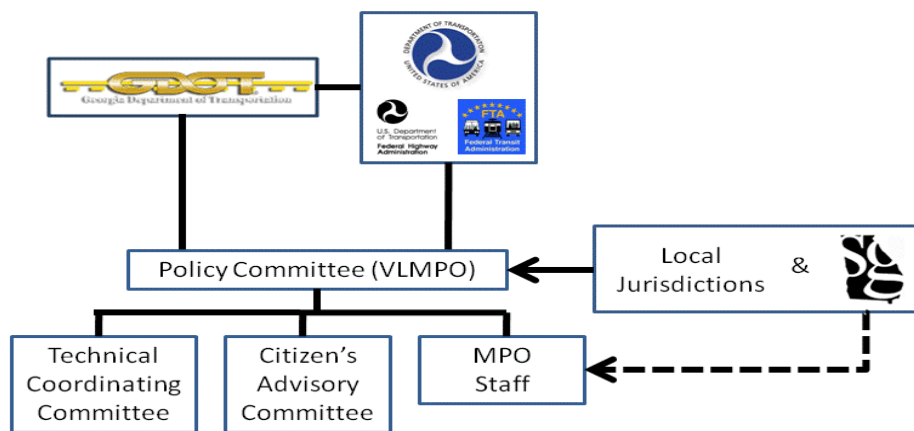 GDOT
Georgia Department of Transportation
DEPARTMENT OF TRANSPORTATION
UNITED STATES OF AMERICA
U.S. Department
of Transportation
Federal Highway
Administration
FTA
Federal Transit
Administration
Policy Committee (VLMPO)
Local
Jurisdictions
&
Technical
Coordinating
Committee
Citizen’s
Advisory
Committee
MPO
Staff